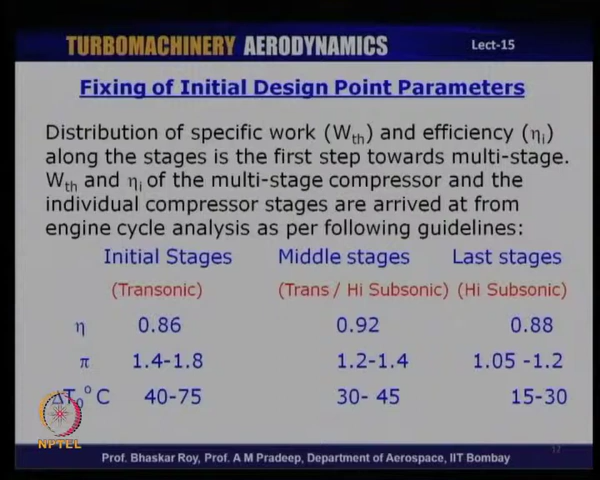 TURBOMACHINERY AERODYNAMICS Lect-15
Fixing of Initial Design Point Parameters
Distribution of specific work (Wth) and efficiency (ηi)
along the stages is the first step towards multi-stage.
Wth and ηi of the multi-stage compressor and the
individual compressor stages are arrived at from
engine cycle analysis as per following guidelines:
Initial Stages Middle stages Last stages
(Transonic) (Trans / Hi Subsonic) (Hi Subsonic)
η 0.86 0.92 0.88
π 1.4-1.8 1.2-1.4 1.05 -1.2
ΔT0°C 40-75 30- 45 15-30
NPTEL
Prof. Bhaskar Roy, Prof. A M Pradeep, Department of Aerospace, IIT Bombay
17